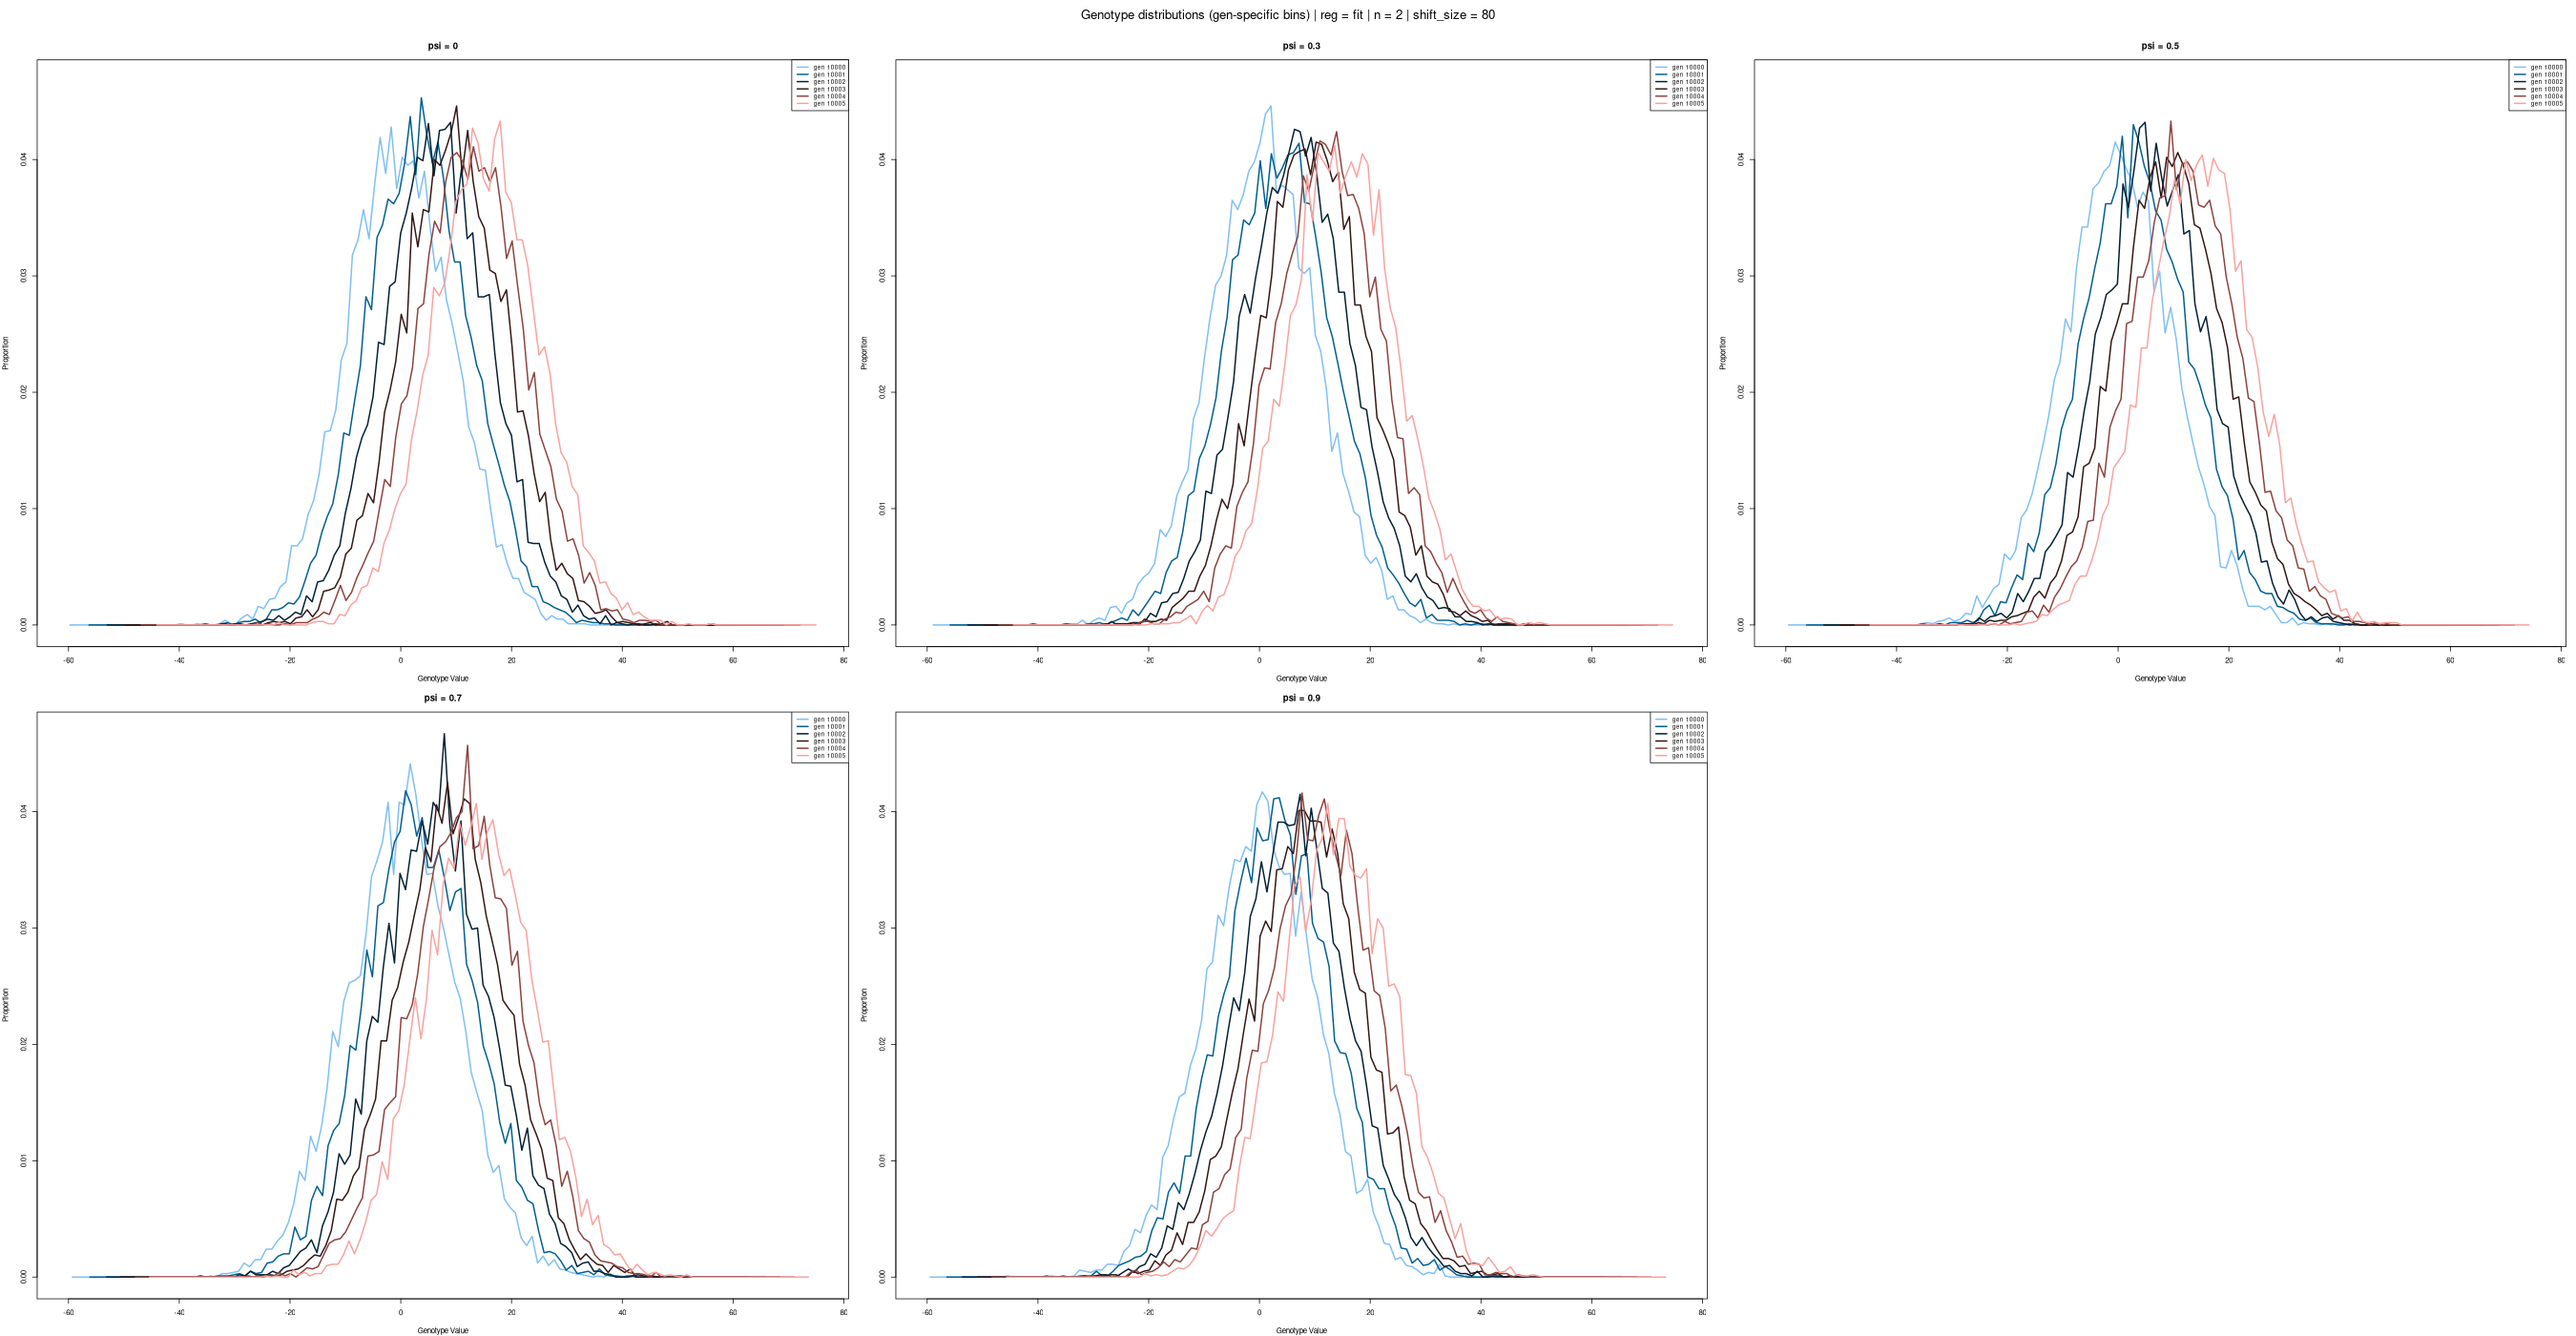 Genotype distributions (gen-specific bins) | reg = fit | n = 2 | shift_size = 80
psi = 0
gen 10000
gen 10001
gen 10002
gen 10003
gen 10004
gen 10005
Proportion
0.04
0.03
0.02
0.01
0.00
-60
-40
-20
0
20
40
60
80
Genotype Value
psi = 0.3
gen 10000
gen 10001
gen 10002
gen 10003
gen 10004
gen 10005
Proportion
0.04
0.03
0.02
0.01
0.00
-60
-40
-20
0
20
40
60
80
Genotype Value
psi = 0.5
gen 10000
gen 10001
gen 10002
gen 10003
gen 10004
gen 10005
Proportion
0.04
0.03
0.02
0.01
0.00
-60
-40
-20
0
20
40
60
80
Genotype Value
psi = 0.7
gen 10000
gen 10001
gen 10002
gen 10003
gen 10004
gen 10005
Proportion
0.04
0.03
0.02
0.01
0.00
-60
-40
-20
0
20
40
60
80
Genotype Value
psi = 0.9
gen 10000
gen 10001
gen 10002
gen 10003
gen 10004
gen 10005
Proportion
0.04
0.03
0.02
0.01
0.00
-60
-40
-20
0
20
40
60
80
Genotype Value